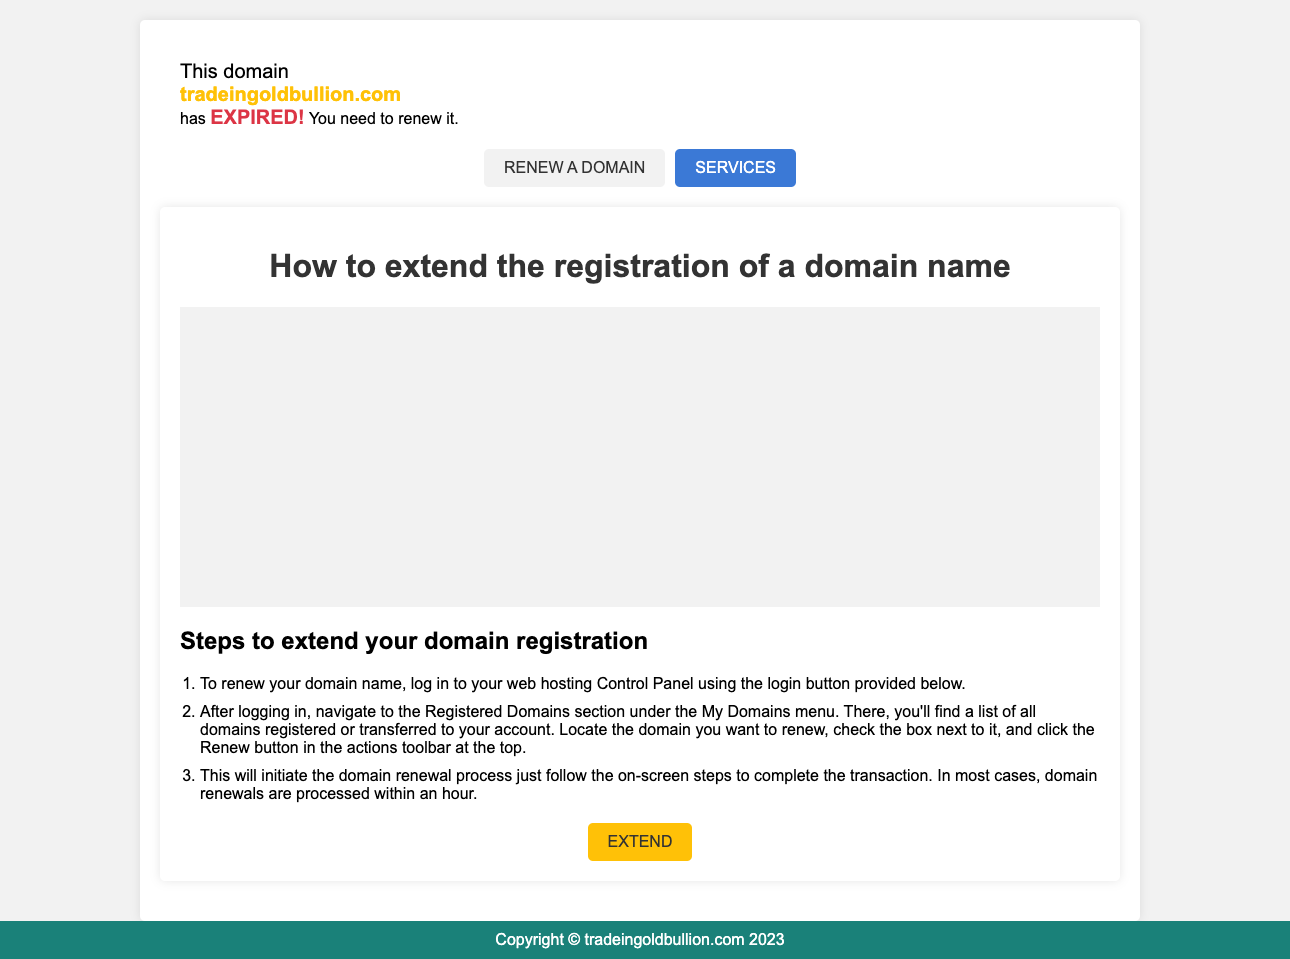 This domain
tradeingoldbullion.com
has EXPIRED! You need to renew it.
RENEW A DOMAIN
SERVICES
How to extend the registration of a domain name
Steps to extend your domain registration
1. To renew your domain name, log in to your web hosting Control Panel using the login button provided below.
2. After logging in, navigate to the Registered Domains section under the My Domains menu. There, you'll find a list of all
domains registered or transferred to your account. Locate the domain you want to renew, check the box next to it, and click the
Renew button in the actions toolbar at the top.
3. This will initiate the domain renewal process just follow the on-screen steps to complete the transaction. In most cases, domain
renewals are processed within an hour.
EXTEND
Copyright © tradeingoldbullion.com 2023